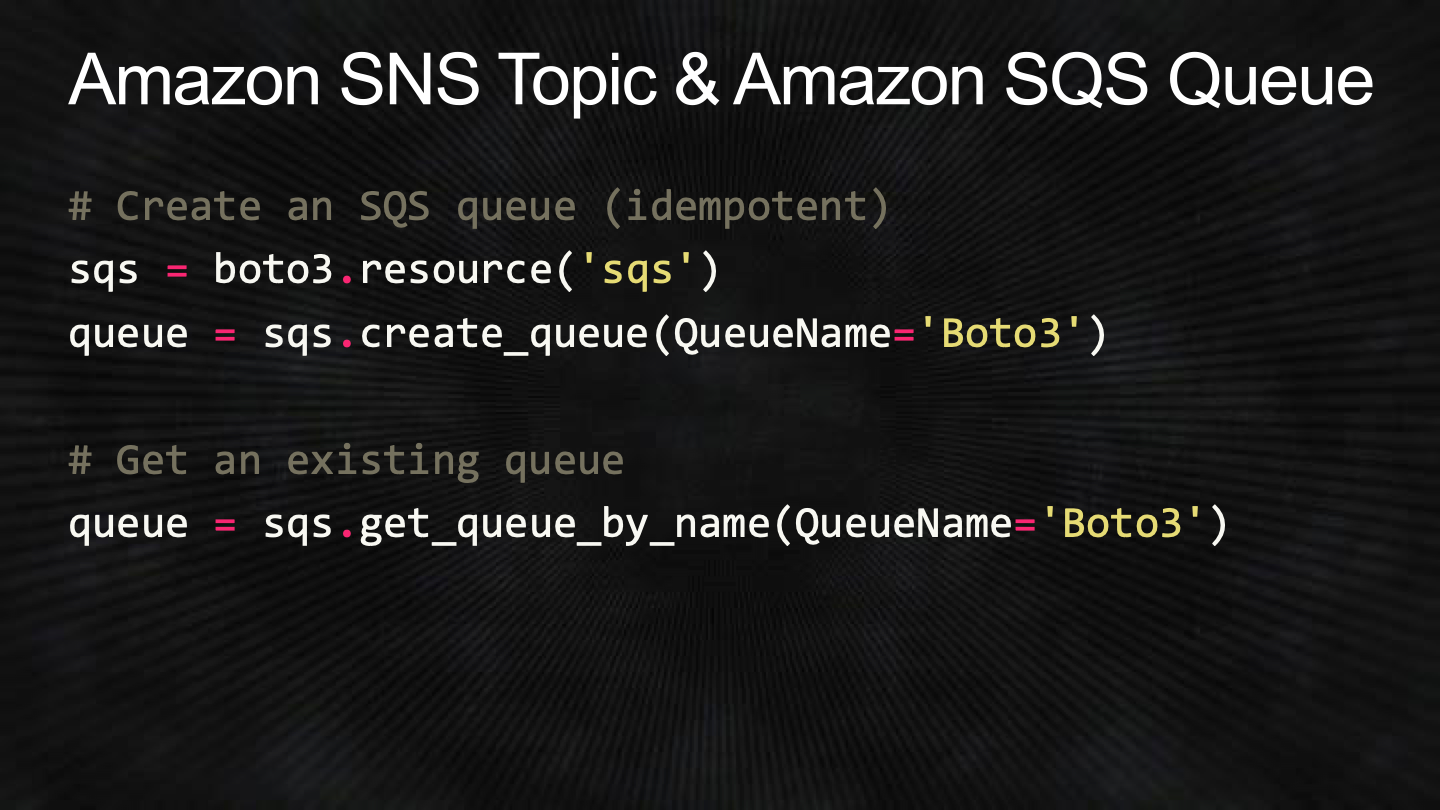 Amazon SNS Topic & Amazon SQS Queue
# Create an SQS queue (idempotent)
sqs = boto3.resource('sqs')
queue = sqs.create_queue(QueueName='Boto3')
# Get an existing queue
queue = sqs.get_queue_by_name(QueueName='Boto3')